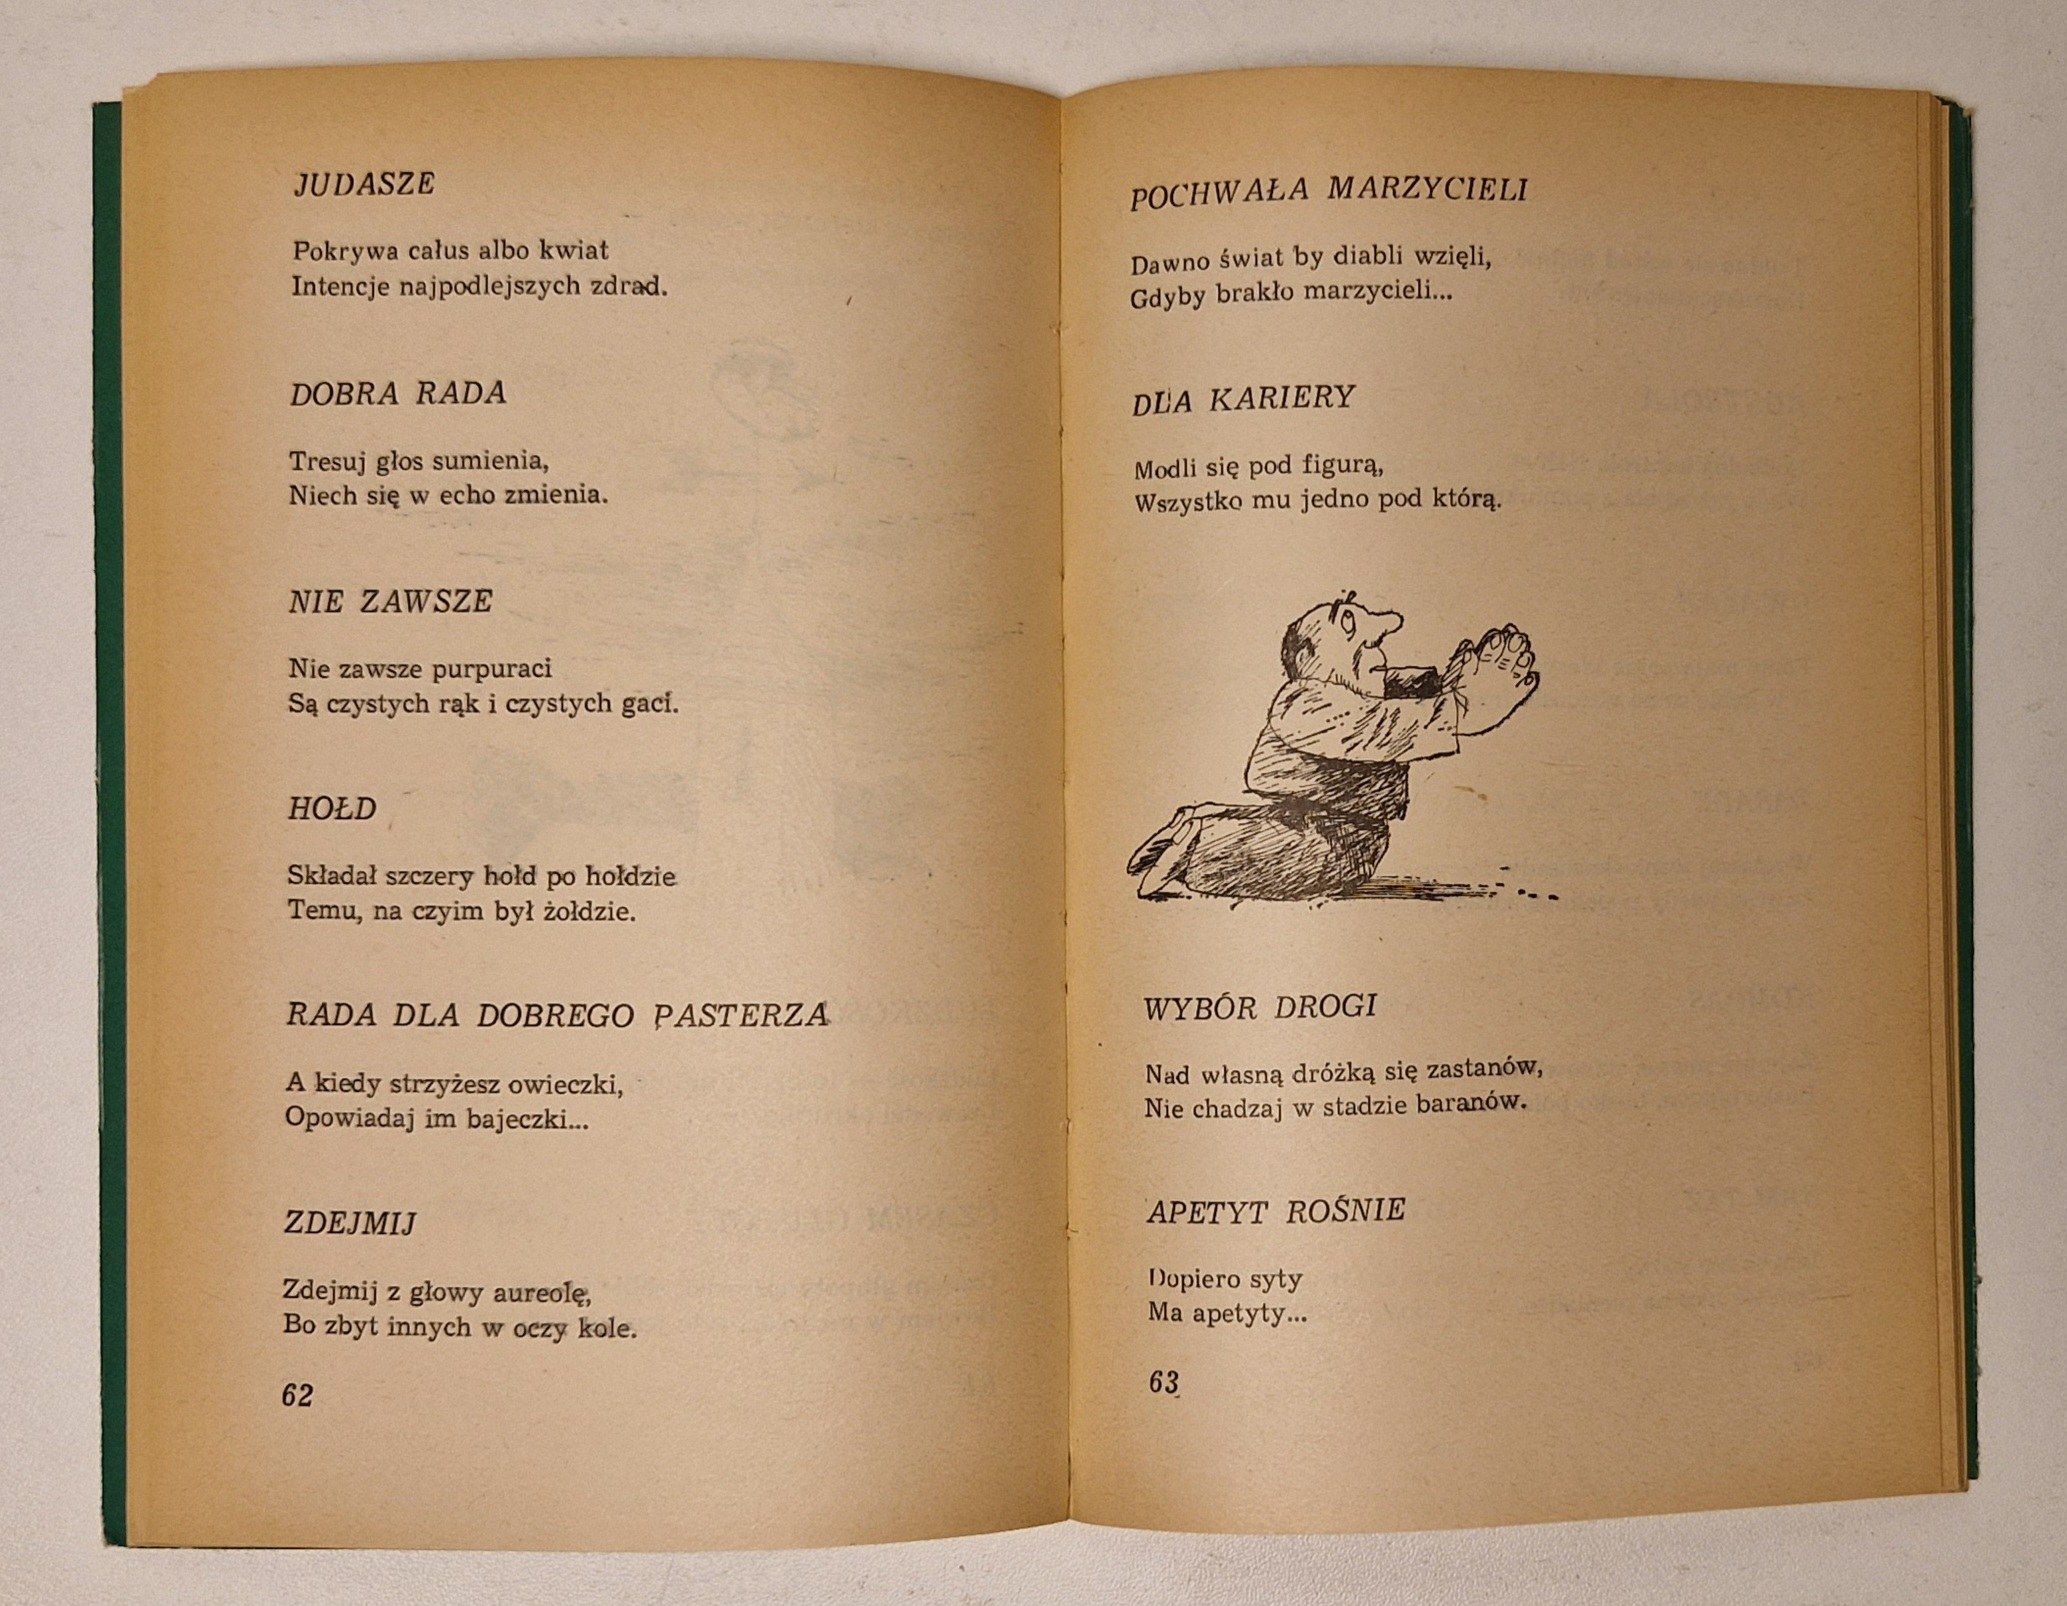 JUDASZE
Pokrywa całus albo kwiat
Intencje najpodlejszych zdrad.
DOBRA RADA
Tresuj głos sumienia,
Niech się w echo zmienia.
NIE ZAWSZE
Nie zawsze purpuraci
Są czystych rąk i czystych gaci.
HOŁD
Składał szczery hołd po hołdzie
Temu, na czyim był żołdzie.
RADA DLA DOBREGO PASTERZA
A kiedy strzyżesz owieczki,
Opowiadaj im bajeczki...
ZDEJMIJ
Zdejmij z głowy aureolę,
Bo zbyt innych w oczy kole.
62
POCHWAŁA MARZYCIELI
Dawno świat by diabli wzięli,
Gdyby brakło marzycieli...
DLA KARIERY
Modli się pod figurą,
Wszystko mu jedno pod którą.
WYBÓR DROGI
Nad własną dróżką się zastanów,
Nie chadzaj w stadzie baranów.
APETYT ROŚNIE
Dopiero syty
Ma apetyty...
63